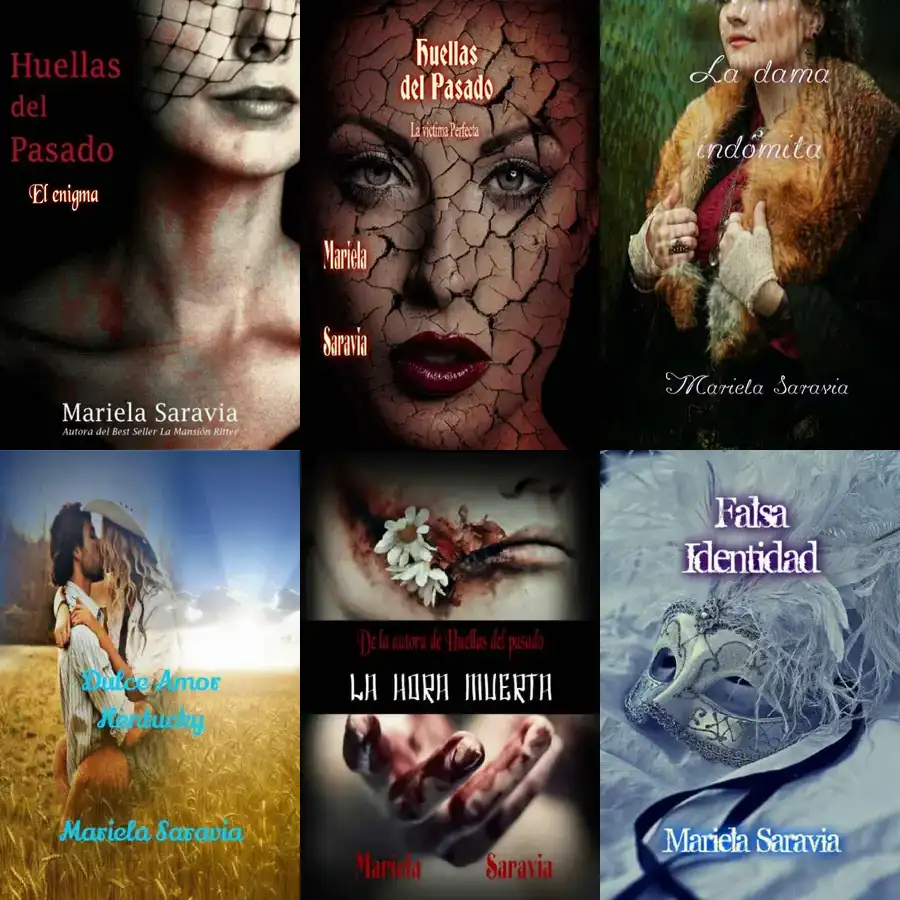 Huellas
del
Pasado
El enigma
Mariela Saravia
Autora del Best Seller La Mansión Ritter
Huellas
del Pasado
La víctima Perfecta
Mariela
Saravia
La dama
indómita
Mariela Saravia
Dulce Amor
Kentucky
Mariela Saravia
De la autora de Huellas del pasado
LA HORA MUERTA
Mariela Saravia
Falsa
Identidad
Mariela Saravia